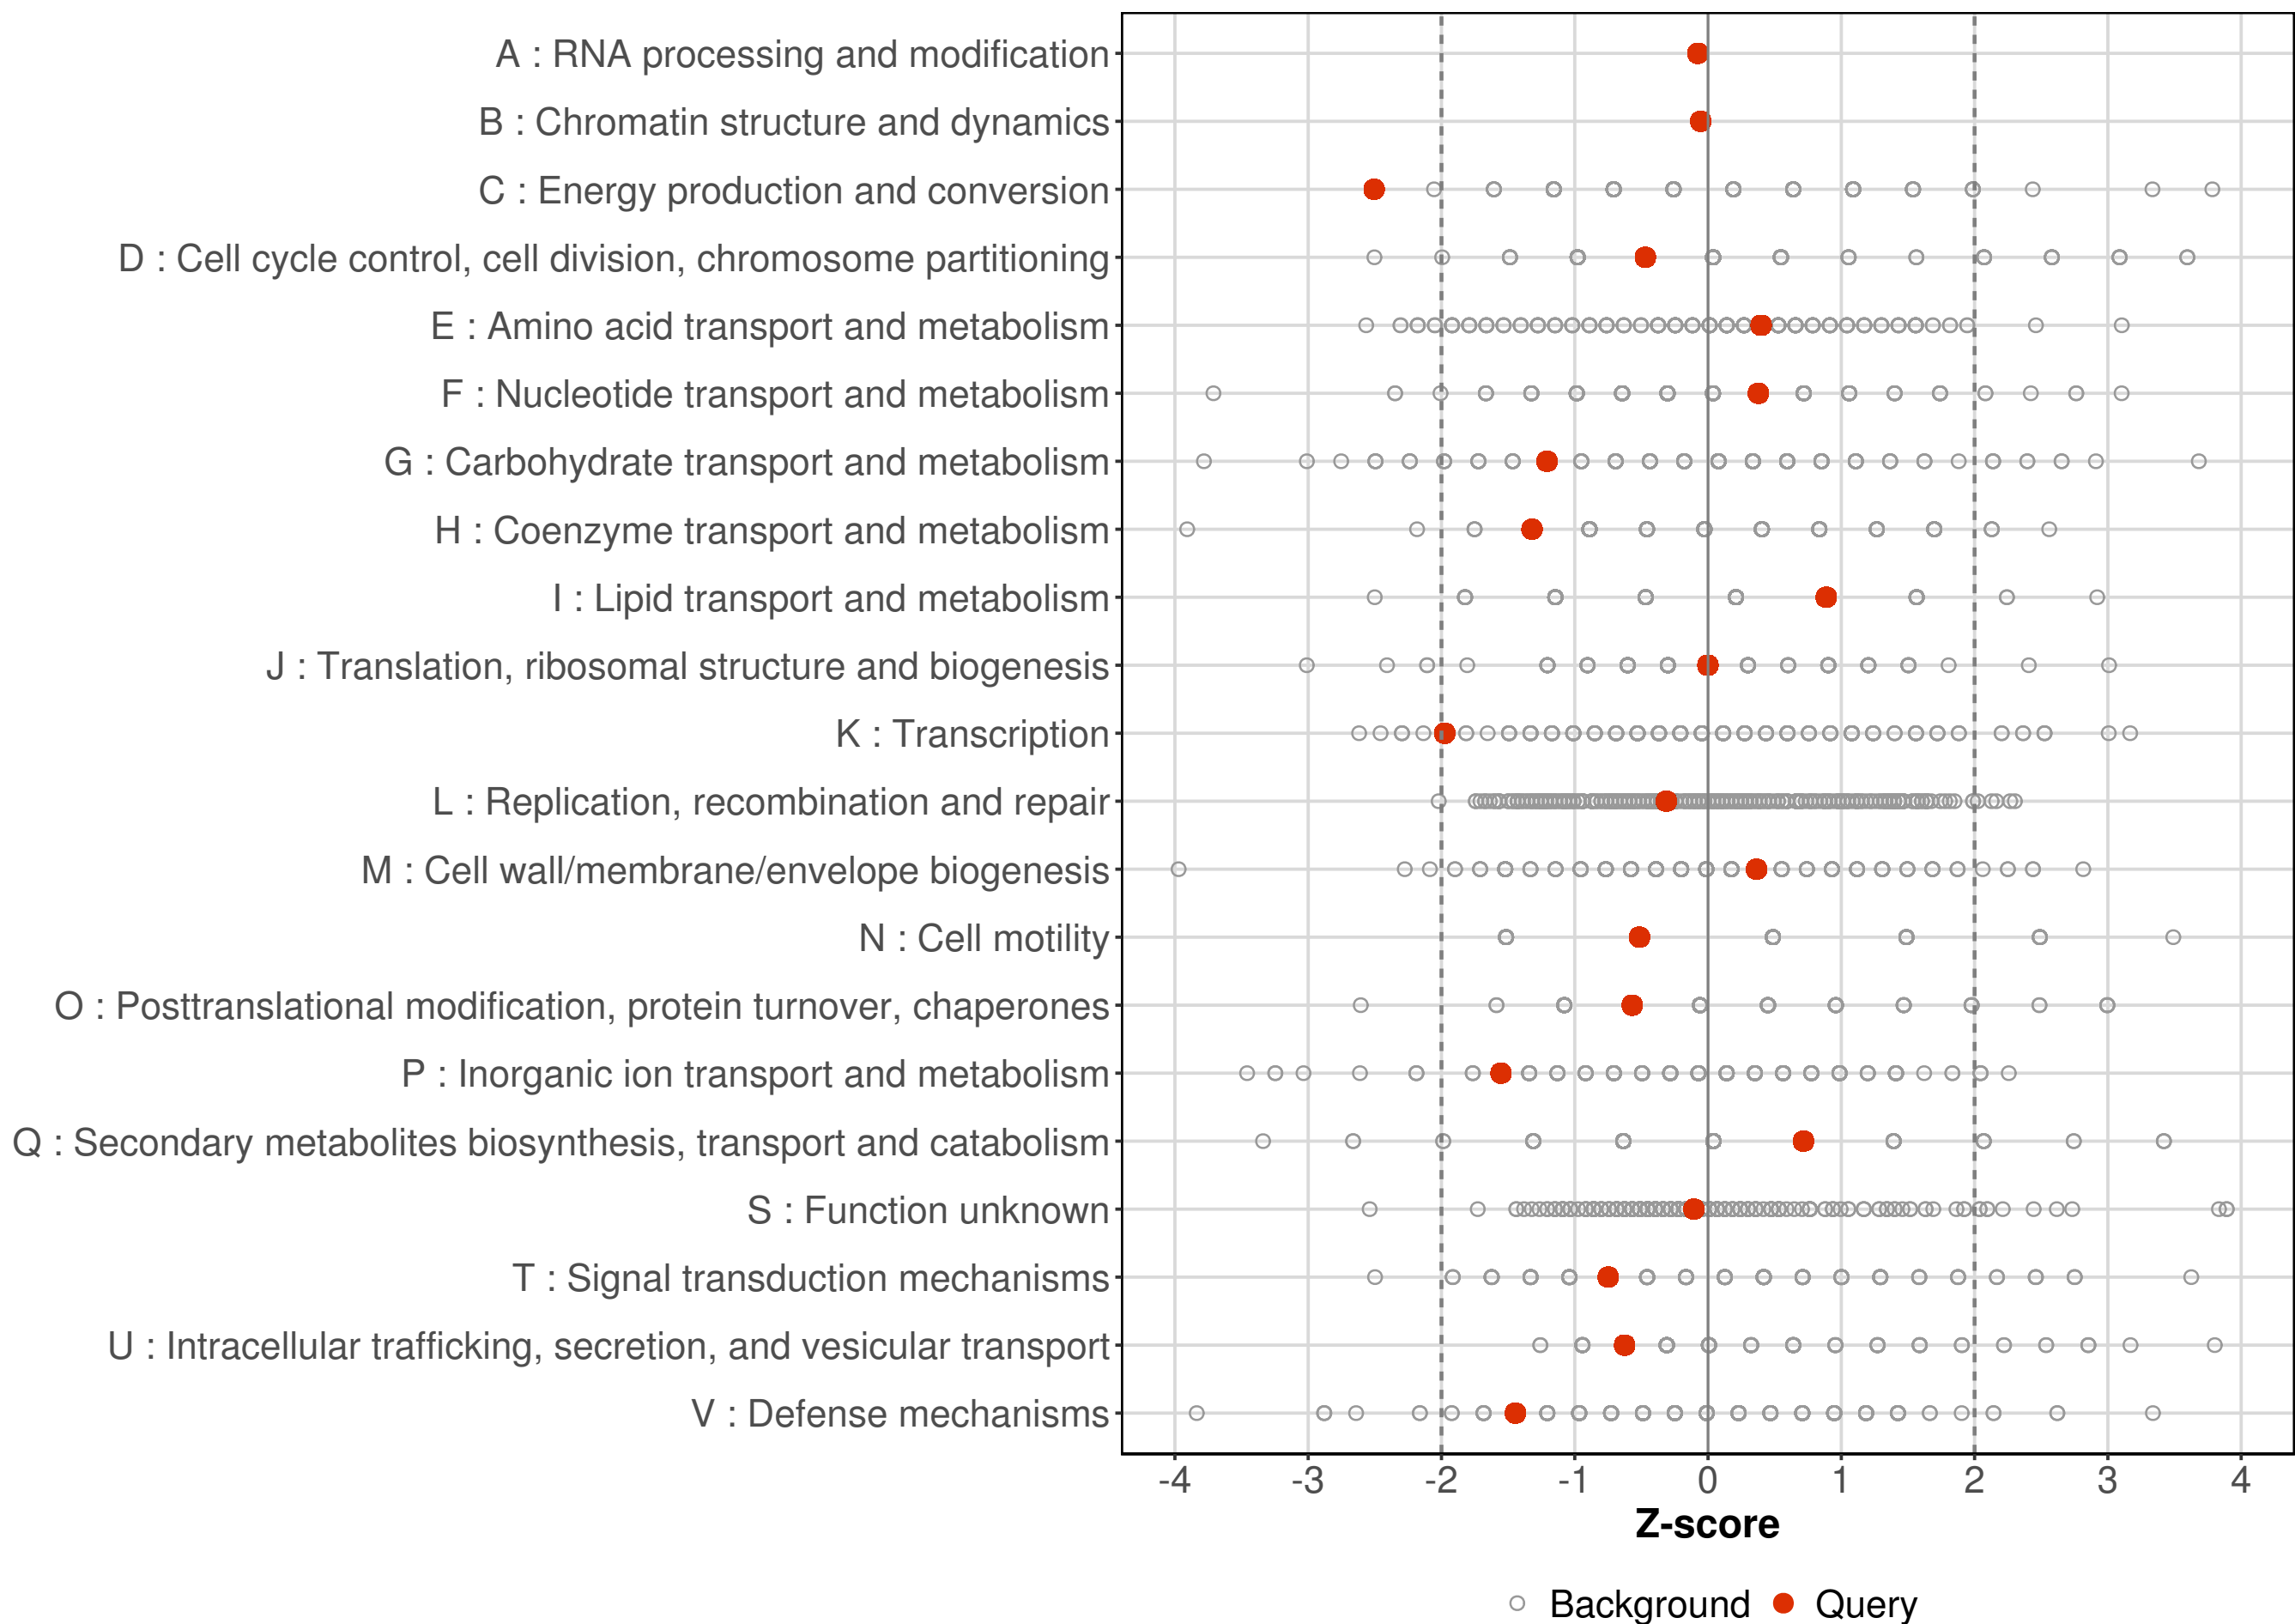 A : RNA processing and modification
B : Chromatin structure and dynamics
C : Energy production and conversion
D : Cell cycle control, cell division, chromosome partitioning
E : Amino acid transport and metabolism
F : Nucleotide transport and metabolism
G : Carbohydrate transport and metabolism
H : Coenzyme transport and metabolism
I : Lipid transport and metabolism
J : Translation, ribosomal structure and biogenesis
K : Transcription
L : Replication, recombination and repair
M : Cell wall/membrane/envelope biogenesis
N : Cell motility
O : Posttranslational modification, protein turnover, chaperones
P : Inorganic ion transport and metabolism
Q : Secondary metabolites biosynthesis, transport and catabolism
S : Function unknown
T : Signal transduction mechanisms
U : Intracellular trafficking, secretion, and vesicular transport
V : Defense mechanisms
-4 -3 -2 -1 0 1 2 3 4
Z-score
Background Query